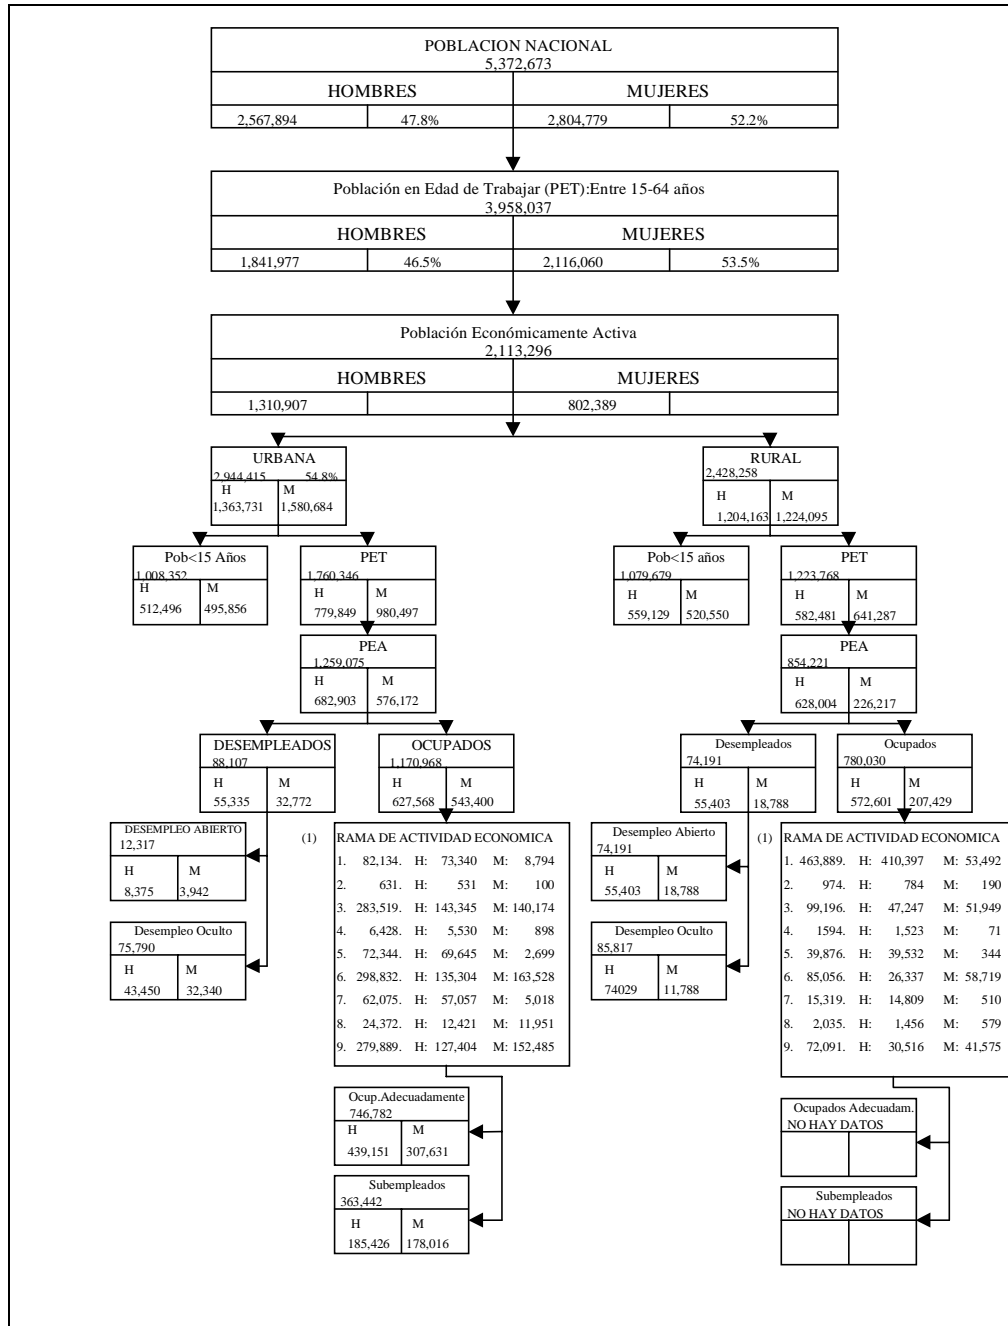 POBLACION NACIONAL
5,372,673
HOMBRES MUJERES
2,567,894 47.8% 2,804,779 52.2%
Población en Edad de Trabajar (PET):Entre 15-64 años
3,958,037
HOMBRES MUJERES
1,841,977 46.5% 2,116,060 53.5%
Población Económicamente Activa
2,113,296
HOMBRES MUJERES
1,310,907 802,389
URBANA
2,944,415 54.8%
H M
1,363,731 1,580,684
RURAL
2,428,258
H M
1,204,163 1,224,095
Pob<15 Años
1,008,352
H M
512,496 495,856
PET
1,760,346
H M
779,849 980,497
Pob<15 años
1,079,679
H M
559,129 520,550
PET
1,223,768
H M
582,481 641,287
PEA
1,259,075
H M
682,903 576,172
PEA
854,221
H M
628,004 226,217
DESEMPLEADOS
88,107
H M
55,335 32,772
OCUPADOS
1,170,968
H M
627,568 543,400
Desempleados
74,191
H M
55,403 18,788
Ocupados
780,030
H M
572,601 207,429
DESEMPLEO ABIERTO
12,317
H M
8,375 3,942
Desempleo Oculto
75,790
H M
43,450 32,340
(1) RAMA DE ACTIVIDAD ECONOMICA
1. 82,134. H: 73,340 M: 8,794
2. 631. H: 531 M: 100
3. 283,519. H: 143,345 M: 140,174
4. 6,428. H: 5,530 M: 898
5. 72,344. H: 69,645 M: 2,699
6. 298,832. H: 135,304 M: 163,528
7. 62,075. H: 57,057 M: 5,018
8. 24,372. H: 12,421 M: 11,951
9. 279,889. H: 127,404 M: 152,485
Desempleo Abierto
74,191
H M
55,403 18,788
Desempleo Oculto
85,817
H M
74029 11,788
(1) RAMA DE ACTIVIDAD ECONOMICA
1. 463,889. H: 410,397 M: 53,492
2. 974. H: 784 M: 190
3. 99,196. H: 47,247 M: 51,949
4. 1594. H: 1,523 M: 71
5. 39,876. H: 39,532 M: 344
6. 85,056. H: 26,337 M: 58,719
7. 15,319. H: 14,809 M: 510
8. 2,035. H: 1,456 M: 579
9. 72,091. H: 30,516 M: 41,575
Ocup.Adecuadamente
746,782
H M
439,151 307,631
Subempleados
363,442
H M
185,426 178,016
Ocupados Adecuadam.
NO HAY DATOS
Subempleados
NO HAY DATOS